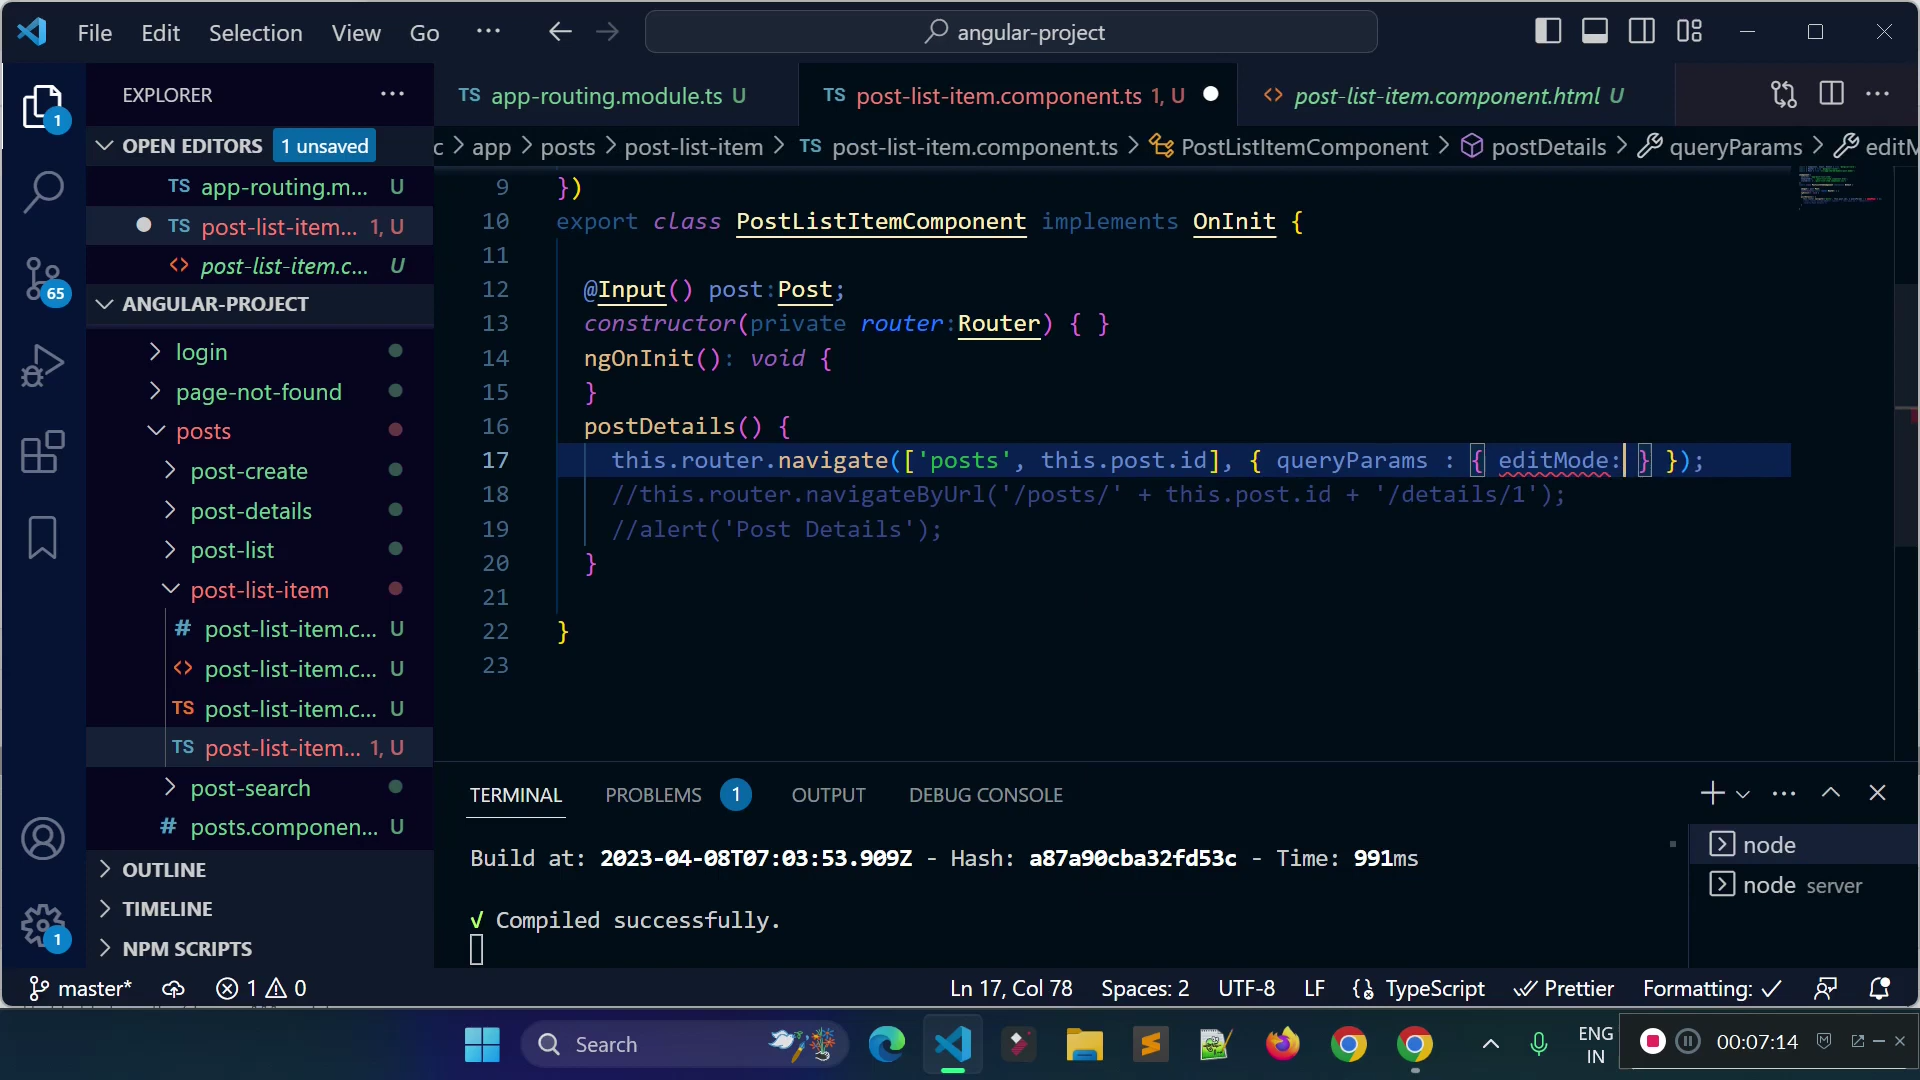 File Edit Selection View Go ··· angular-project
EXPLORER ···
OPEN EDITORS 1 unsaved
TS app-routing.m... U
TS post-list-item... 1, U
<> post-list-item.c... U
ANGULAR-PROJECT
login
page-not-found
posts
post-create
post-details
post-list
post-list-item
# post-list-item.c... U
<> post-list-item.c... U
TS post-list-item.c... U
TS post-list-item... 1, U
post-search
# posts.componen... U
OUTLINE
TIMELINE
NPM SCRIPTS
1
65
1
TS app-routing.module.ts U TS post-list-item.component.ts 1, U <> post-list-item.component.html U
c > app > posts > post-list-item > TS post-list-item.component.ts > PostListItemComponent > postDetails > queryParams > editM
9 })
10 export class PostListItemComponent implements OnInit {
11
12 @Input() post:Post;
13 constructor(private router:Router) { }
14 ngOnInit(): void {
15 }
16 postDetails() {
17 this.router.navigate(['posts', this.post.id], { queryParams : { editMode: } });
18 //this.router.navigateByUrl('/posts/' + this.post.id + '/details/1');
19 //alert('Post Details');
20 }
21
22 }
23
TERMINAL PROBLEMS 1 OUTPUT DEBUG CONSOLE
Build at: 2023-04-08T07:03:53.909Z - Hash: a87a90cba32fd53c - Time: 991ms
√ Compiled successfully.
node
node server
master* 1 0 Ln 17, Col 78 Spaces: 2 UTF-8 LF TypeScript Prettier Formatting: ✓
Search
ENG
IN
00:07:14